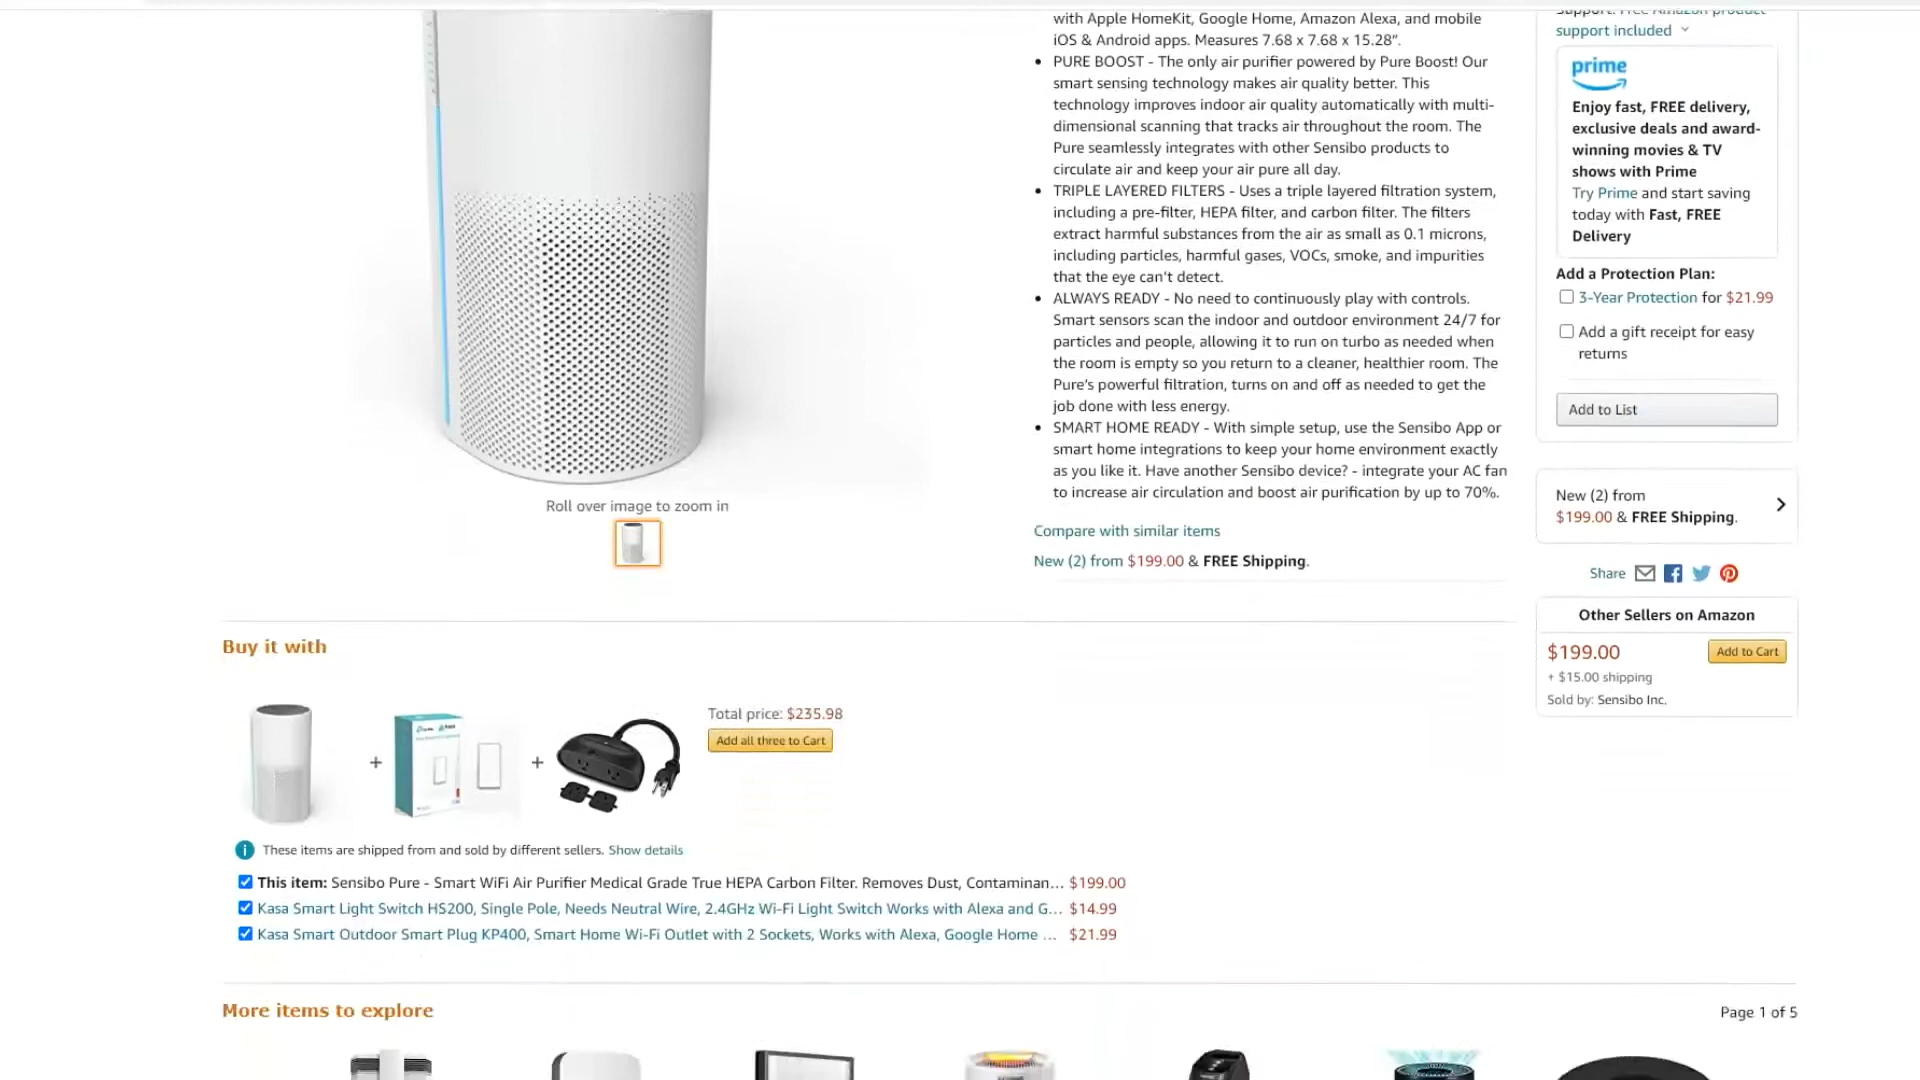 with Apple HomeKit, Google Home, Amazon Alexa, and mobile
iOS & Android apps. Measures 7.68 x 7.68 x 15.28”.
• PURE BOOST - The only air purifier powered by Pure Boost! Our
smart sensing technology makes air quality better. This
technology improves indoor air quality automatically with multi-
dimensional scanning that tracks air throughout the room. The
Pure seamlessly integrates with other Sensibo products to
circulate air and keep your air pure all day.
• TRIPLE LAYERED FILTERS - Uses a triple layered filtration system,
including a pre-filter, HEPA filter, and carbon filter. The filters
extract harmful substances from the air as small as 0.1 microns,
including particles, harmful gases, VOCs, smoke, and impurities
that the eye can't detect.
• ALWAYS READY - No need to continuously play with controls.
Smart sensors scan the indoor and outdoor environment 24/7 for
particles and people, allowing it to run on turbo as needed when
the room is empty so you return to a cleaner, healthier room. The
Pure’s powerful filtration, turns on and off as needed to get the
job done with less energy.
• SMART HOME READY - With simple setup, use the Sensibo App or
smart home integrations to keep your home environment exactly
as you like it. Have another Sensibo device? - integrate your AC fan
to increase air circulation and boost air purification by up to 70%.
Compare with similar items
New (2) from $199.00 & FREE Shipping.
Roll over image to zoom in
Support: Free Amazon product
support included
prime
Enjoy fast, FREE delivery,
exclusive deals and award-
winning movies & TV
shows with Prime
Try Prime and start saving
today with Fast, FREE
Delivery
Add a Protection Plan:
3-Year Protection for $21.99
Add a gift receipt for easy
returns
Add to List
New (2) from
$199.00 & FREE Shipping.
Share
Other Sellers on Amazon
$199.00 Add to Cart
+ $15.00 shipping
Sold by: Sensibo Inc.
Buy it with
+
+
Total price: $235.98
Add all three to Cart
These items are shipped from and sold by different sellers. Show details
This item: Sensibo Pure - Smart WiFi Air Purifier Medical Grade True HEPA Carbon Filter. Removes Dust, Contaminan... $199.00
Kasa Smart Light Switch HS200, Single Pole, Needs Neutral Wire, 2.4GHz Wi-Fi Light Switch Works with Alexa and G... $14.99
Kasa Smart Outdoor Smart Plug KP400, Smart Home Wi-Fi Outlet with 2 Sockets, Works with Alexa, Google Home ... $21.99
More items to explore
Page 1 of 5